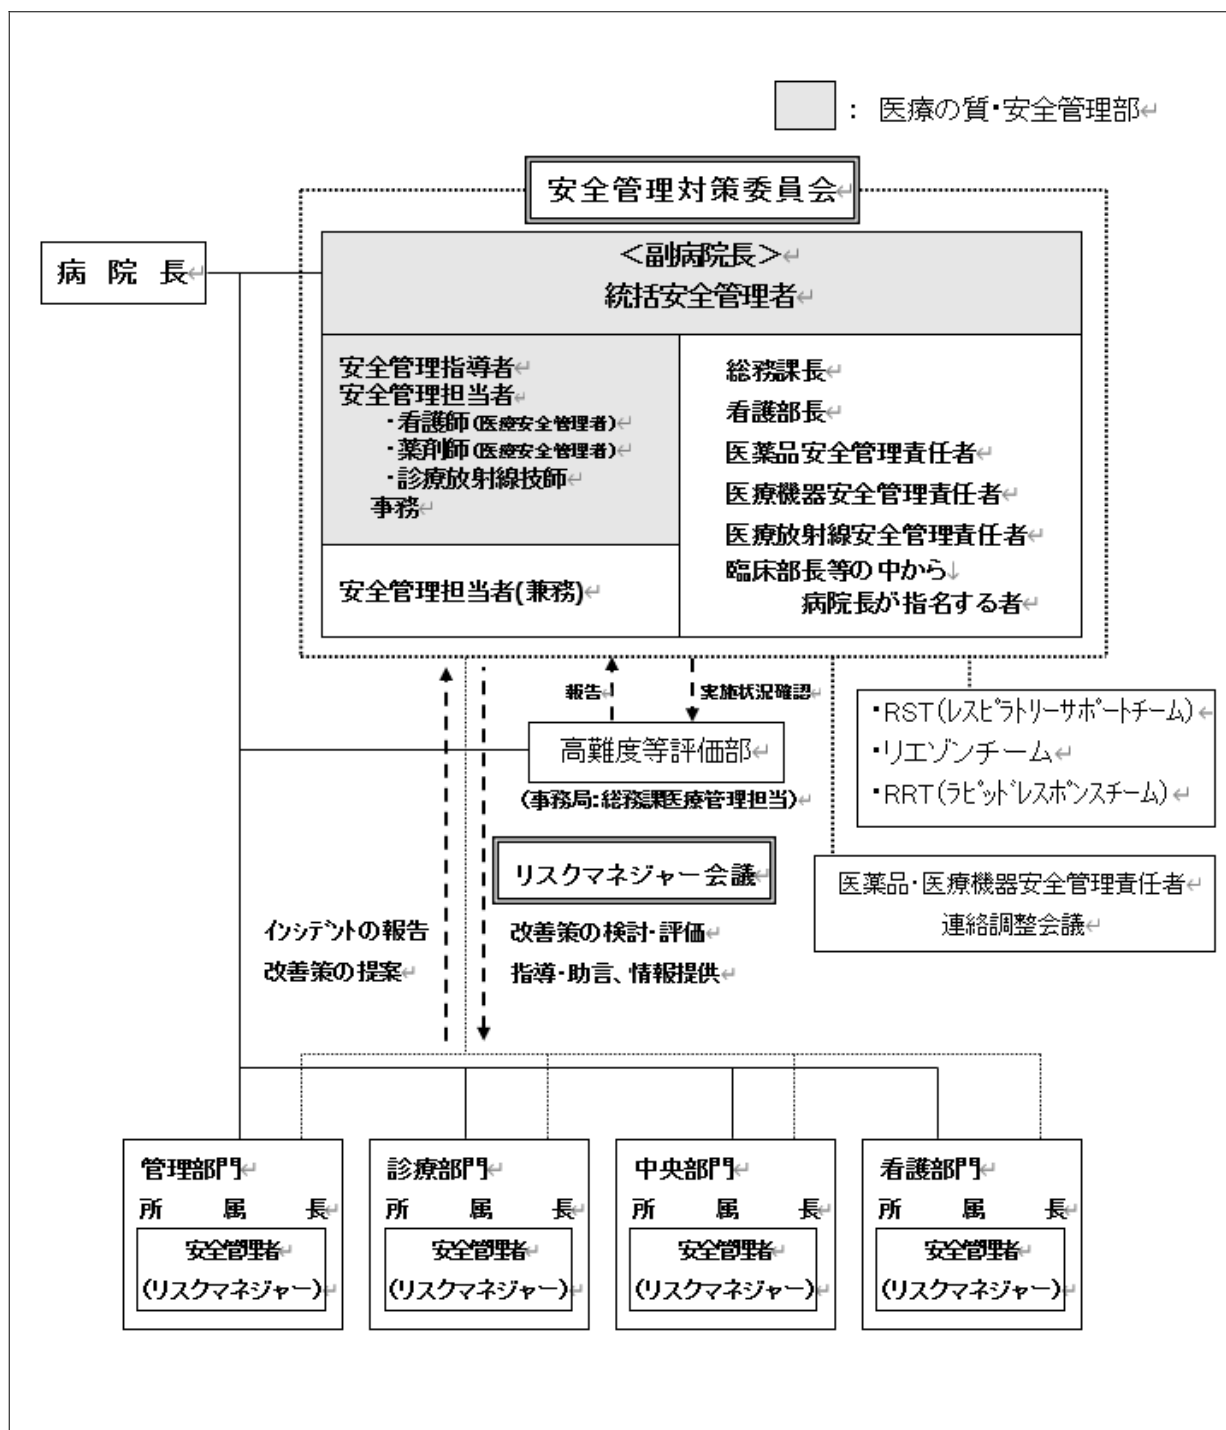 ：医療の質・安全管理部↵
安全管理対策委員会↵
病院長↵
＜副病院長＞↵
統括安全管理者↵
安全管理指導者↵
安全管理担当者↵
・看護師(医療安全管理者)↵
・薬剤師(医療安全管理者)↵
・診療放射線技師↵
事務↵
安全管理担当者(兼務)↵
総務課長↵
看護部長↵
医薬品安全管理責任者↵
医療機器安全管理責任者↵
医療放射線安全管理責任者↵
臨床部長等の中から↓
病院長が指名する者↵
報告↵
実施状況確認↵
高難度等評価部↵
(事務局:総務課医療管理担当)↵
・RST(レスピラトリーサポートチーム)↵
・リエゾンチーム↵
・RRT(ラピッドレスポンスチーム)↵
医薬品・医療機器安全管理責任者↵
連絡調整会議↵
リスクマネジャー会議↵
インシデントの報告
改善策の提案↵
改善策の検討・評価↵
指導・助言、情報提供↵
管理部門↵
所属長↵
安全管理者↵
(リスクマネジャー)↵
診療部門↵
所属長↵
安全管理者↵
(リスクマネジャー)↵
中央部門↵
所属長↵
安全管理者↵
(リスクマネジャー)↵
看護部門↵
所属長↵
安全管理者↵
(リスクマネジャー)↵